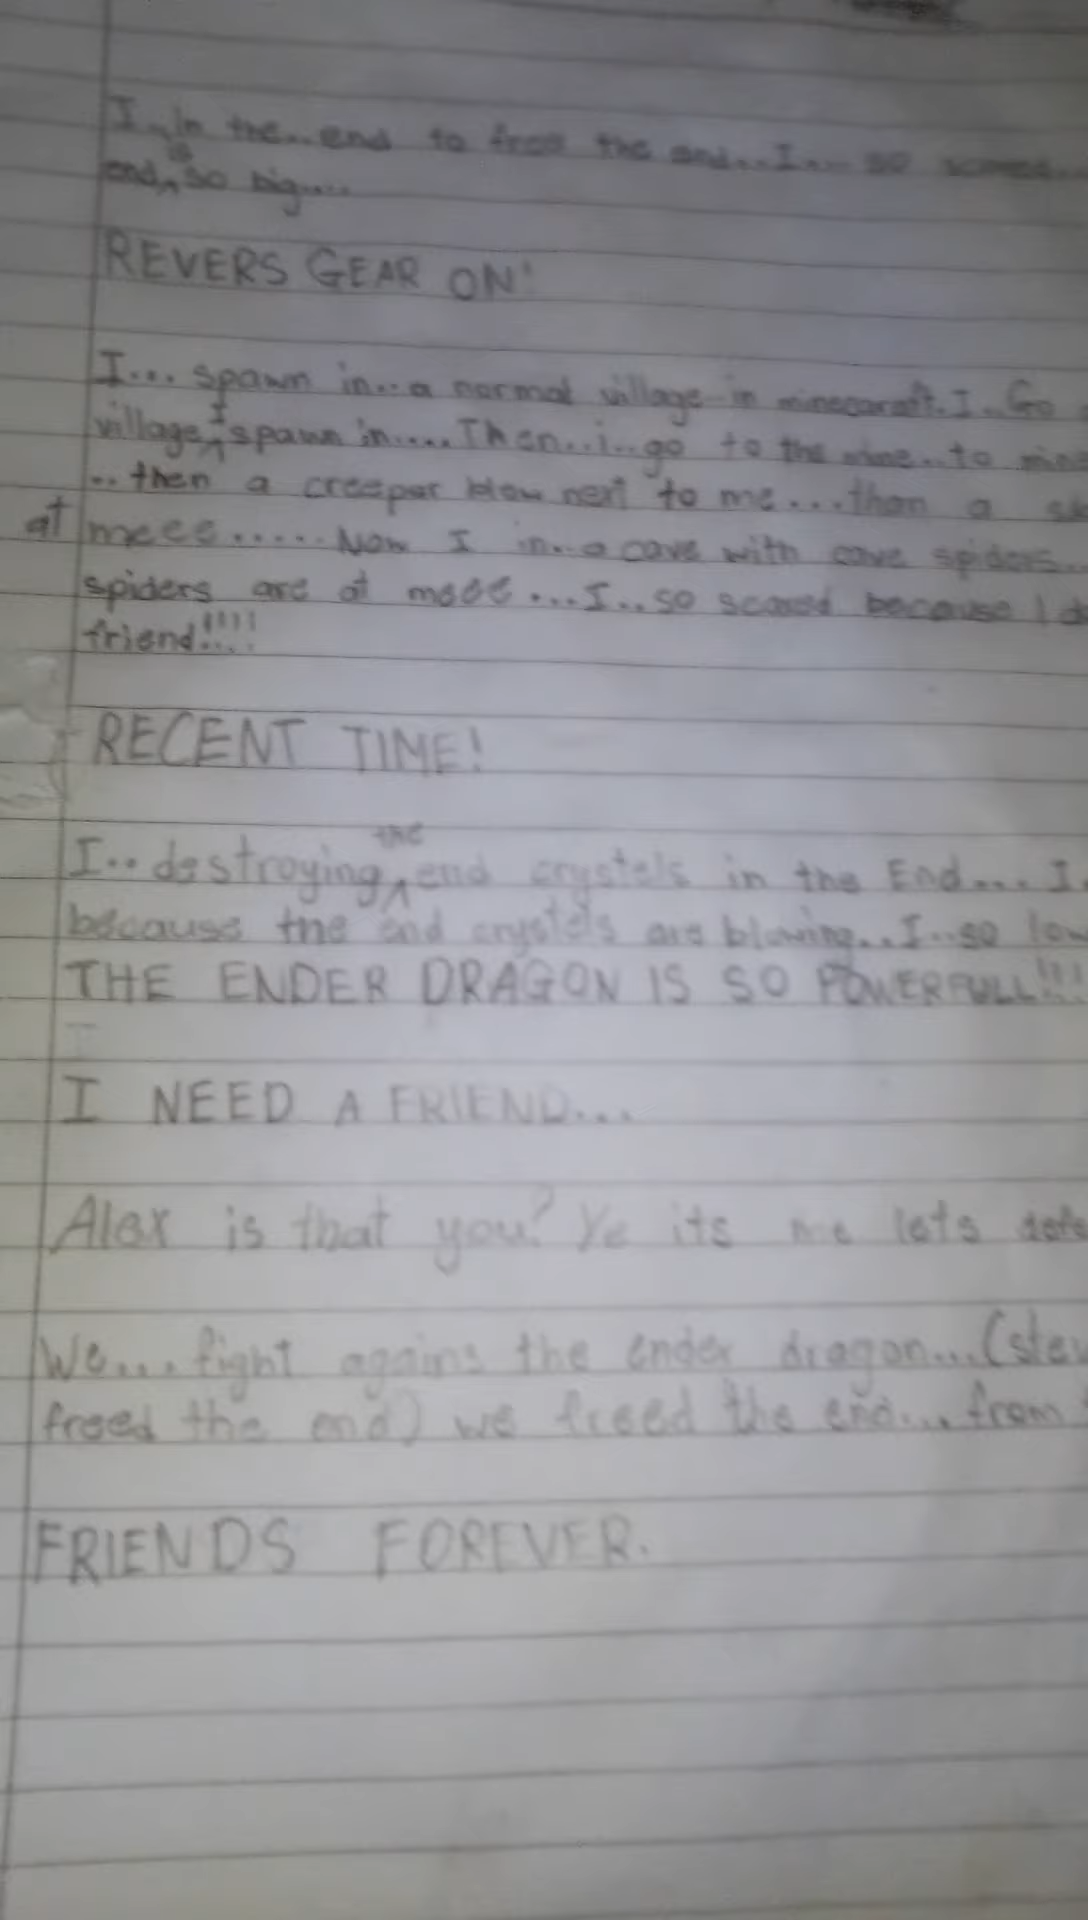 I..in the...end to free the end...I... so scared...
end, is so big.....
REVERS GEAR ON!
I... spawn in... a normal village in minecaraft. I.. Go
village, I spawn in..... Then..i..go to the mine..to mine
.. then a creeper blow next to me...then a
at meee..... Now I in...a cave with cave spiders...
spiders are at meee...I..so scared because I
friend!!!!
RECENT TIME!
I.. destroying the end crystels in the End.... I.
because the end crystels are blowing...I..so low
THE ENDER DRAGON IS SO POWERFULL!!!
I NEED A FRIEND...
Alex is that you? Ye its me lets
We.... fight agains the ender dragon....(
freed the end) we freed the end.... from
FRIENDS FOREVER.